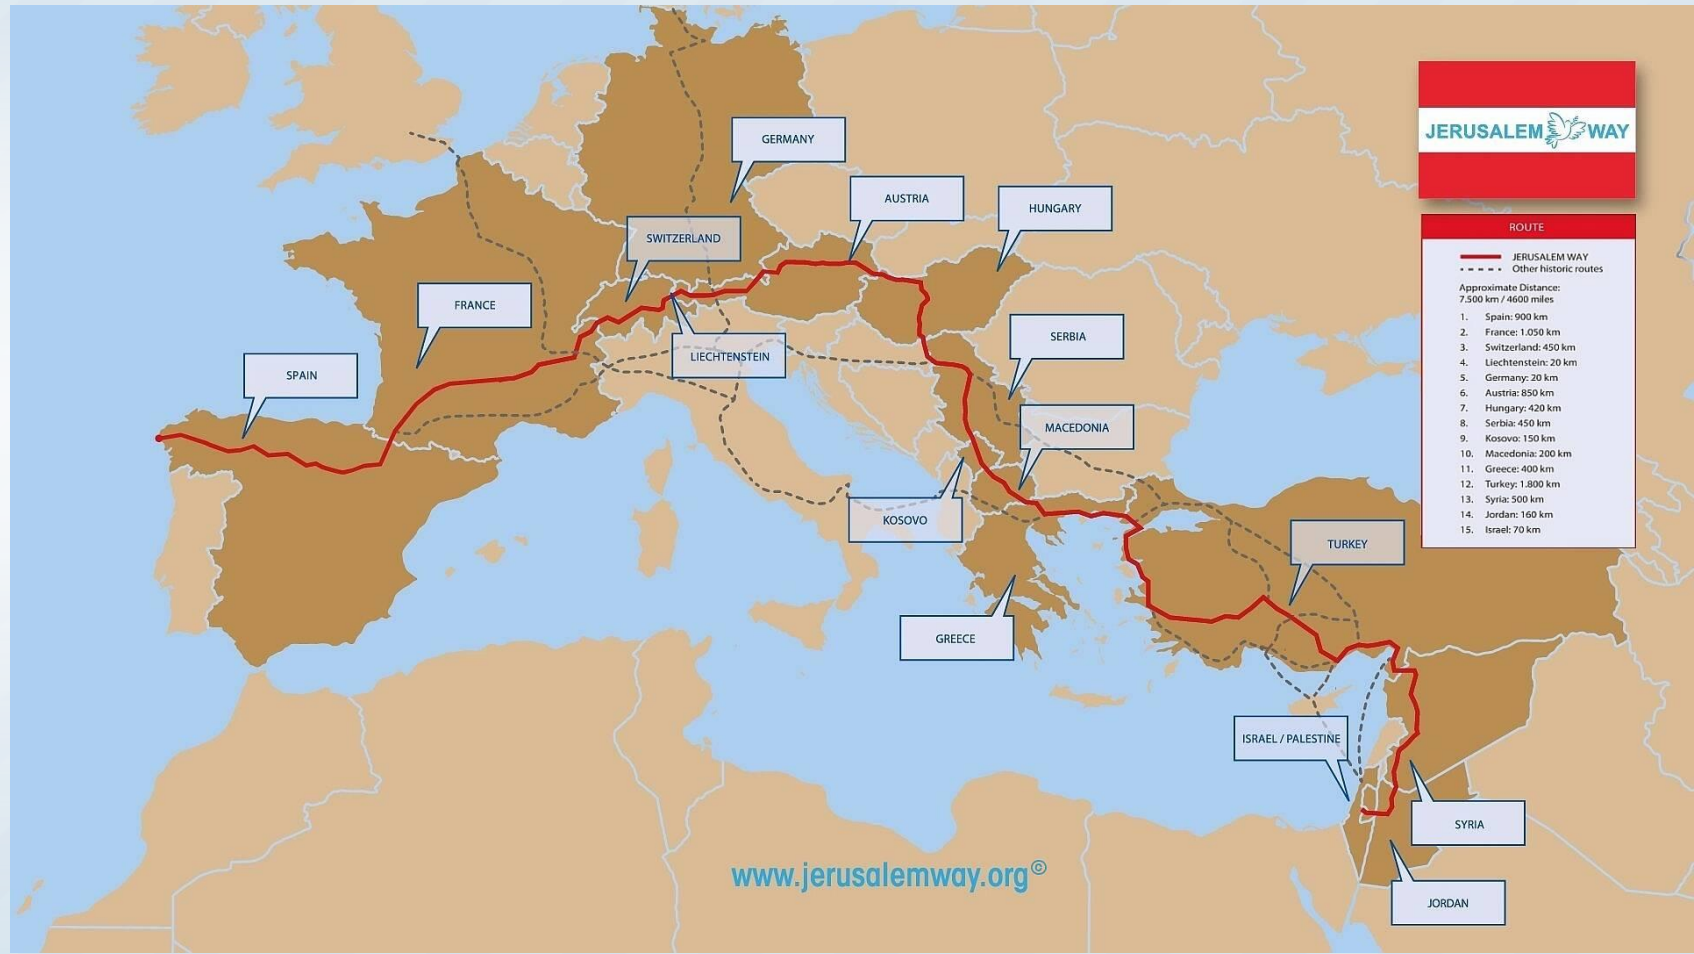 GERMANY
AUSTRIA
HUNGARY
SWITZERLAND
FRANCE
SERBIA
LIECHTENSTEIN
SPAIN
MACEDONIA
KOSOVO
TURKEY
GREECE
ISRAEL / PALESTINE
SYRIA
JORDAN
www.jerusalemway.org©
JERUSALEM WAY
ROUTE
JERUSALEM WAY
Other historic routes
Approximate Distance:
7.500 km / 4600 miles
1. Spain: 900 km
2. France: 1.050 km
3. Switzerland: 450 km
4. Liechtenstein: 20 km
5. Germany: 20 km
6. Austria: 850 km
7. Hungary: 420 km
8. Serbia: 450 km
9. Kosovo: 150 km
10. Macedonia: 200 km
11. Greece: 400 km
12. Turkey: 1.800 km
13. Syria: 500 km
14. Jordan: 160 km
15. Israel: 70 km